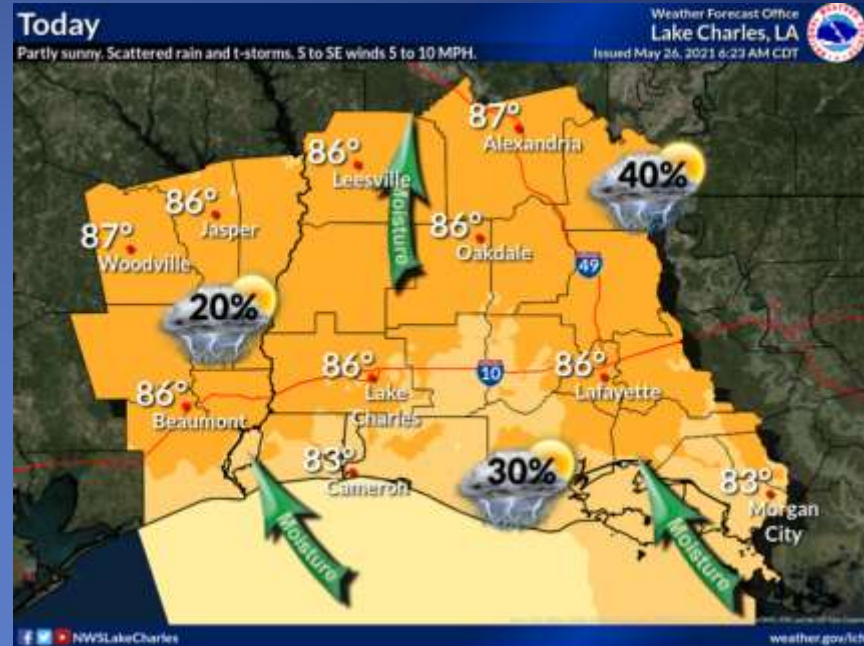 Today
Partly sunny. Scattered rain and t-storms. S to SE winds 5 to 10 MPH.
Weather Forecast Office
Lake Charles, LA
Issued May 26, 2021 6:23 AM CDT
87°
Alexandria
86°
Leesville
Moisture
40%
86°
Jasper
87°
Woodville
86°
Oakdale
49
20%
86°
Lake
Charles
10
86°
Lafayette
86°
Beaumont
83°
Cameron
30%
83°
Morgan
City
Moisture
Moisture
NWSLakeCharles
weather.gov/lch